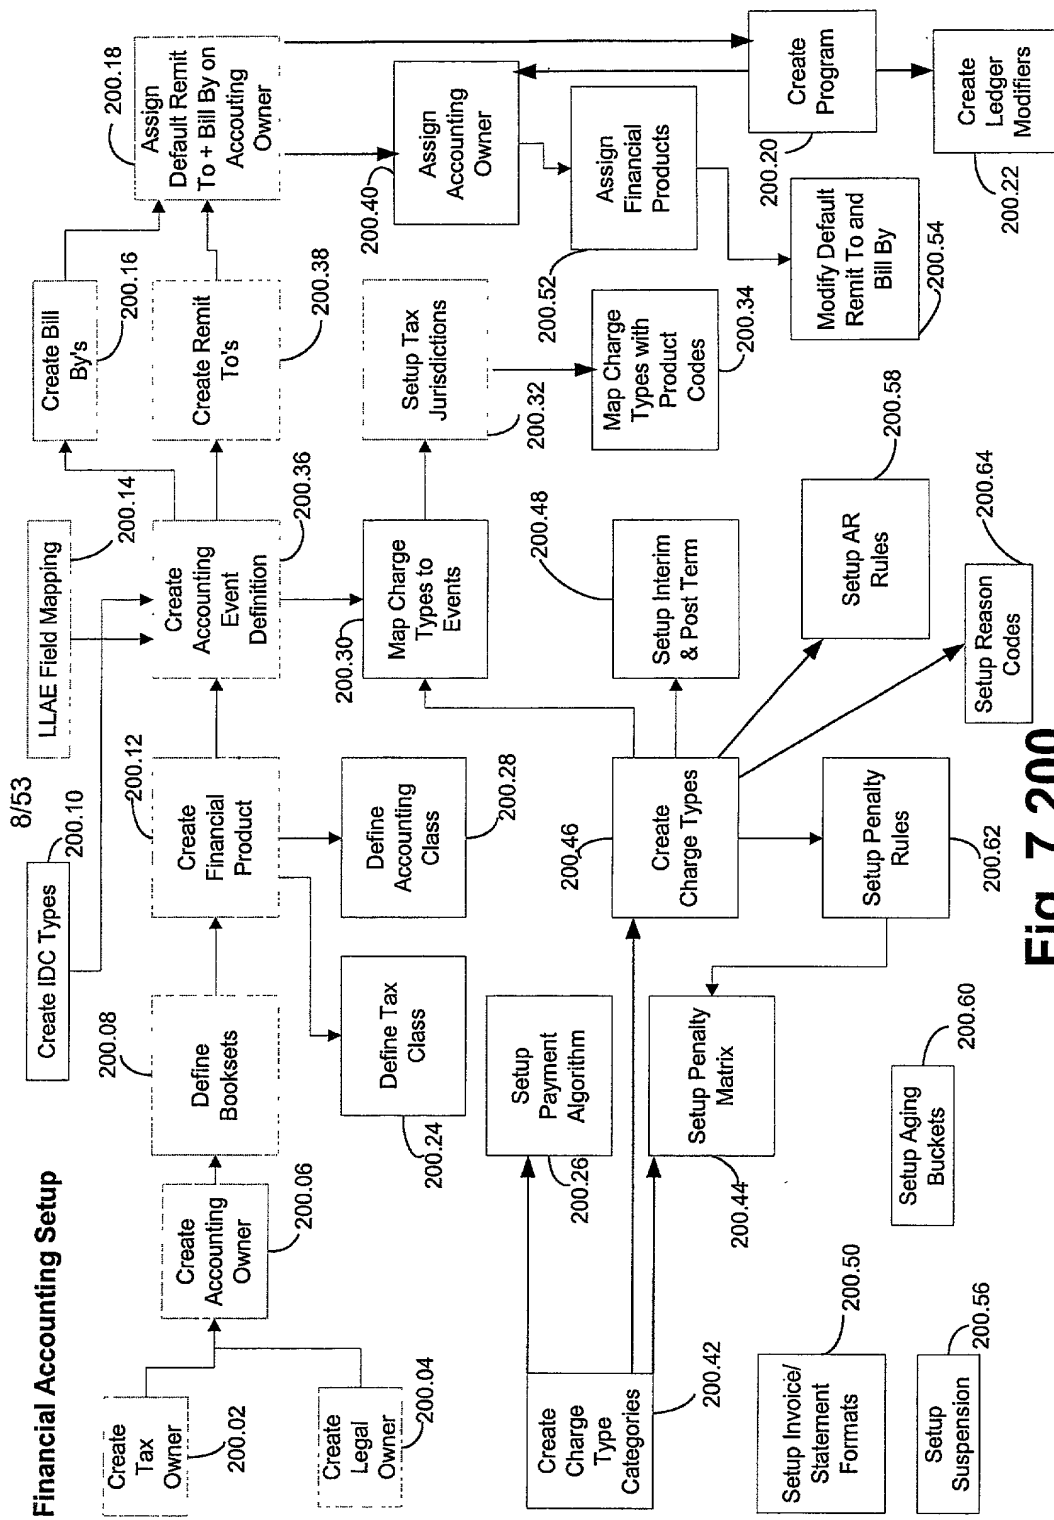 8/53
Financial Accounting Setup
Create Tax
Owner
200.02
Create
Legal
Owner
200.04
Create
Accounting
Owner
200.06
Define
Booksets
200.08
Create IDC Types
200.10
Create
Financial
Product
200.12
LLAE Field Mapping
200.14
Create
Accounting
Event
Definition
200.36
Create Bill
By's
200.16
Create Remit
To's
200.38
Assign
Default Remit
To + Bill By on
Accouting
Owner
200.18
Define Tax
Class
200.24
Define
Accounting
Class
200.28
Map Charge
Types to
Events
200.30
Setup Tax
Jurisdictions
200.32
Assign
Accounting
Owner
200.40
Setup
Payment
Algorithm
200.26
Assign
Financial
Products
200.52
Map Charge
Types with
Product
Codes
200.34
Create
Charge
Type
Categories
200.42
Setup Penalty
Matrix
200.44
Create
Charge Types
200.46
Setup Interim
& Post Term
200.48
Create
Program
200.20
Modify Default
Remit To and
Bill By
200.54
Create
Ledger
Modifiers
200.22
Setup Invoice/
Statement
Formats
200.50
Setup
Suspension
200.56
Setup Aging
Buckets
200.60
Setup Penalty
Rules
200.62
Setup AR
Rules
200.58
Setup Reason
Codes
200.64
Fig. 7 200